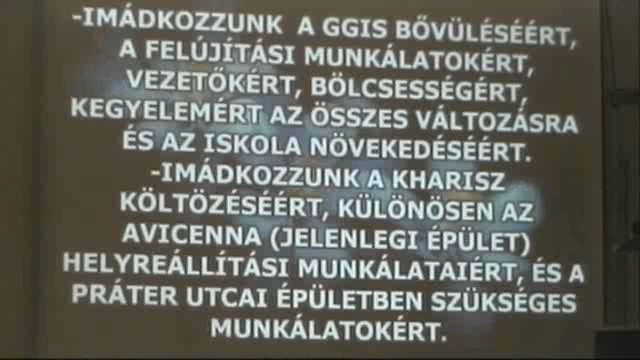 -IMÁDKOZZUNK A GGIS BŐVÜLÉSÉÉRT,
A FELÚJÍTÁSI MUNKÁLATOKÉRT,
VEZETŐKÉRT, BÖLCSESSÉGÉRT,
KEGYELEMÉRT AZ ÖSSZES VÁLTOZÁSRA
ÉS AZ ISKOLA NÖVEKEDÉSÉÉRT.
-IMÁDKOZZUNK A KHARISZ
KÖLTÖZÉSÉÉRT, KÜLÖNÖSEN AZ
AVICENNA (JELENLEGI ÉPÜLET)
HELYREÁLLÍTÁSI MUNKÁLATAIÉRT, ÉS A
PRÁTER UTCAI ÉPÜLETBEN SZÜKSÉGES
MUNKÁLATOKÉRT.